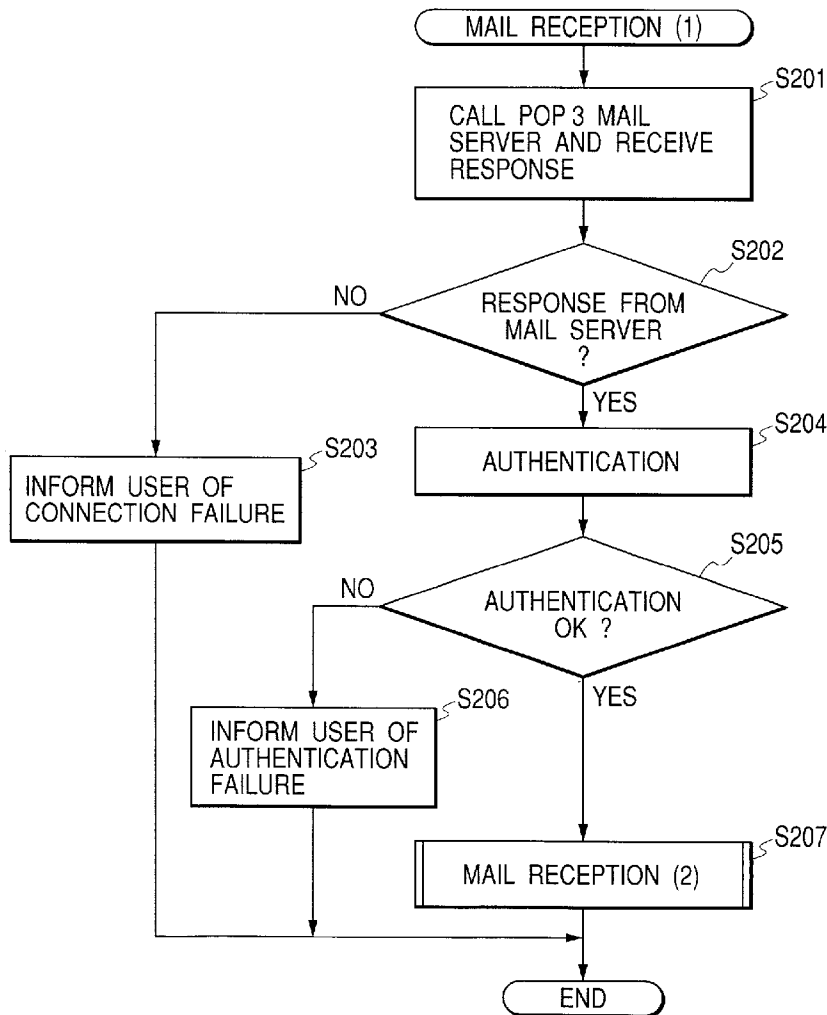 MAIL RECEPTION (1)
S201
CALL POP 3 MAIL
SERVER AND RECEIVE
RESPONSE
S202
NO
RESPONSE FROM
MAIL SERVER
?
YES
S203
S204
INFORM USER OF
CONNECTION FAILURE
AUTHENTICATION
S205
NO
AUTHENTICATION
OK ?
YES
S206
INFORM USER OF
AUTHENTICATION
FAILURE
S207
MAIL RECEPTION (2)
END